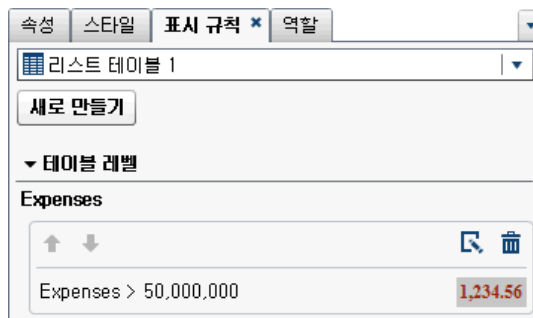 속성 스타일 표시 규칙 × 역할
리스트 테이블 1
새로 만들기
테이블 레벨
Expenses
Expenses > 50,000,000 1,234.56